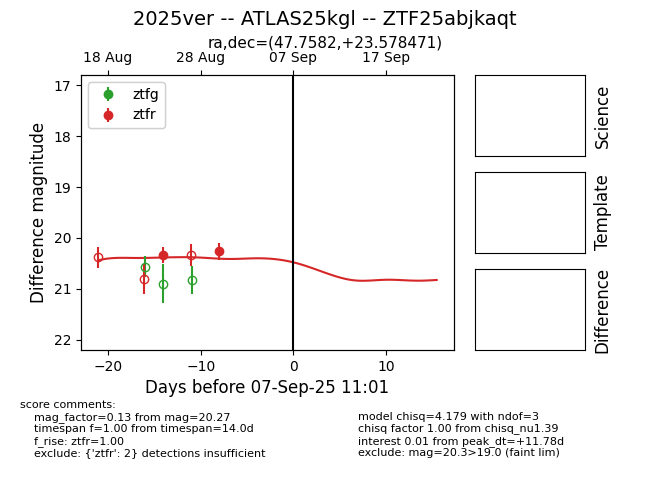 2025ver -- ATLAS25kgl -- ZTF25abjkaqt
ra,dec=(47.7582,+23.578471)
18 Aug 28 Aug 07 Sep 17 Sep
ztfg
ztfr
17
18
19
20
21
22
Difference magnitude
−20 −10 0 10
Days before 07-Sep-25 11:01
Science
Template
Difference
score comments:
mag_factor=0.13 from mag=20.27
timespan f=1.00 from timespan=14.0d
f_rise: ztfr=1.00
exclude: {'ztfr': 2} detections insufficient
model chisq=4.179 with ndof=3
chisq factor 1.00 from chisq_nu1.39
interest 0.01 from peak_dt=+11.78d
exclude: mag=20.3>19.0 (faint lim)